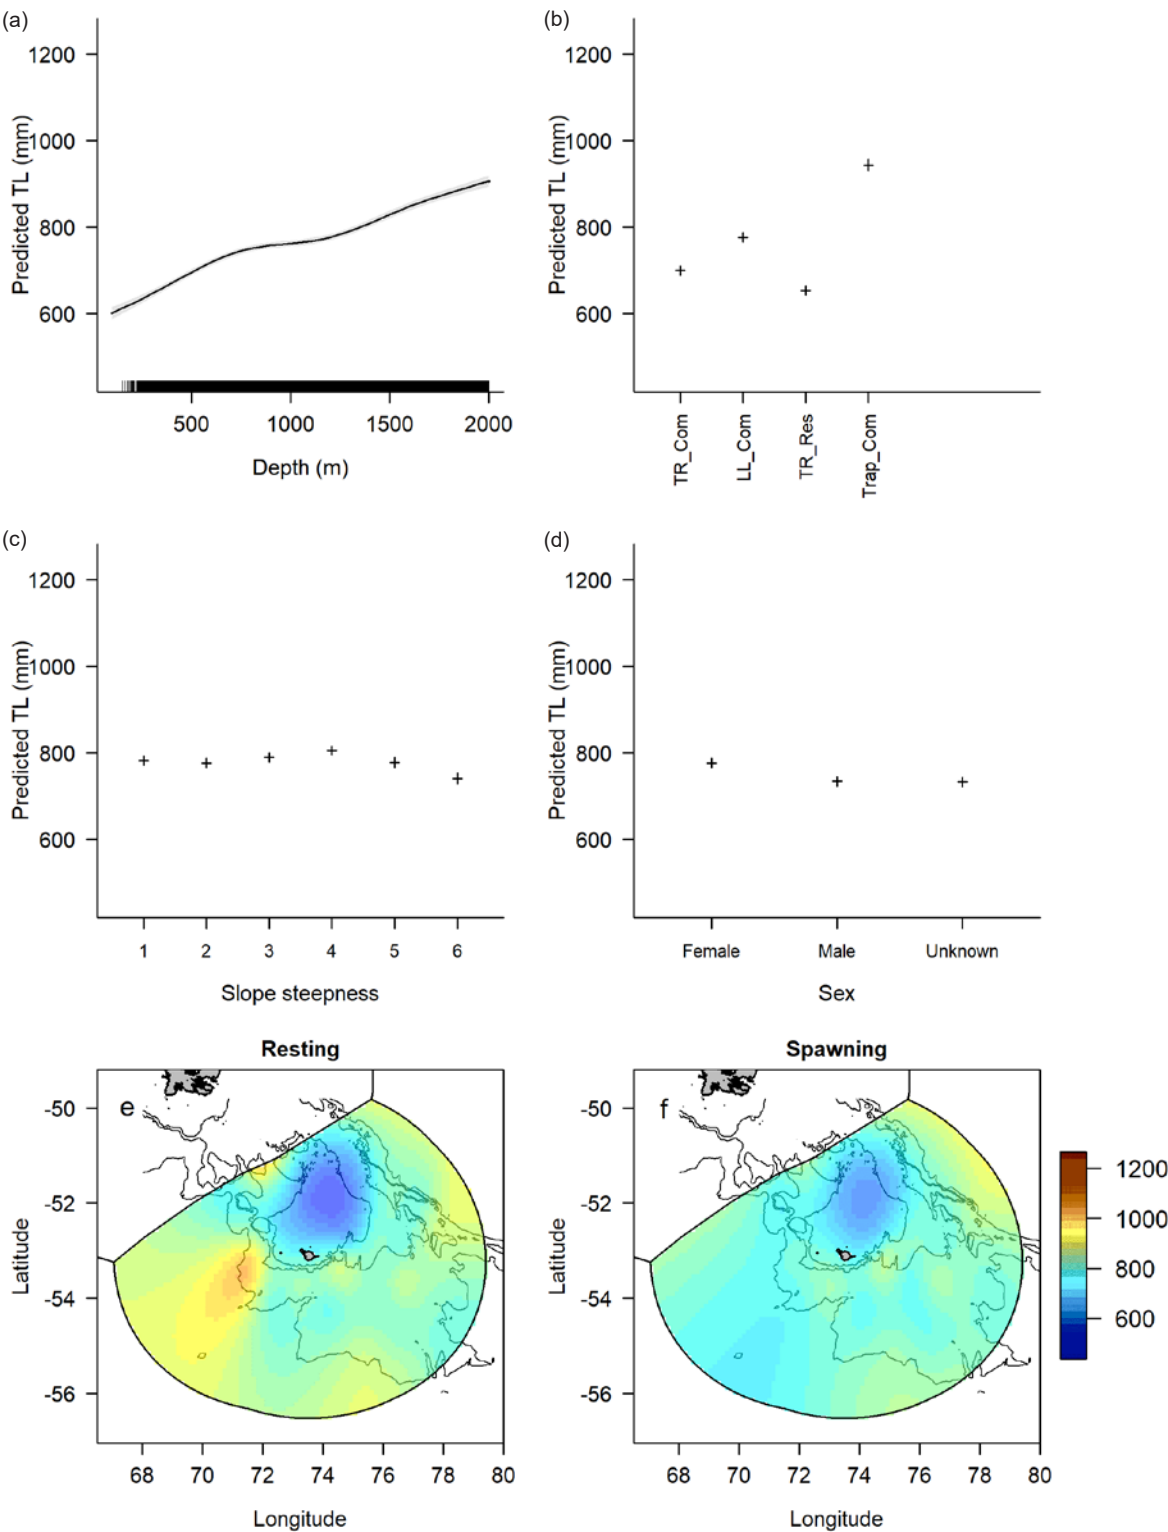 (a)
1200
1000
800
600
Predicted TL (mm)
500 1000 1500 2000
Depth (m)
(b)
1200
1000
800
600
Predicted TL (mm)
TR_Com
LL_Com
TR_Res
Trap_Com
(c)
1200
1000
800
600
Predicted TL (mm)
1 2 3 4 5 6
Slope steepness
(d)
1200
1000
800
600
Predicted TL (mm)
Female Male Unknown
Sex
Resting
e
-50
-52
-54
-56
Latitude
68 70 72 74 76 78 80
Longitude
Spawning
f
-50
-52
-54
-56
Latitude
68 70 72 74 76 78 80
Longitude
1200
1000
800
600